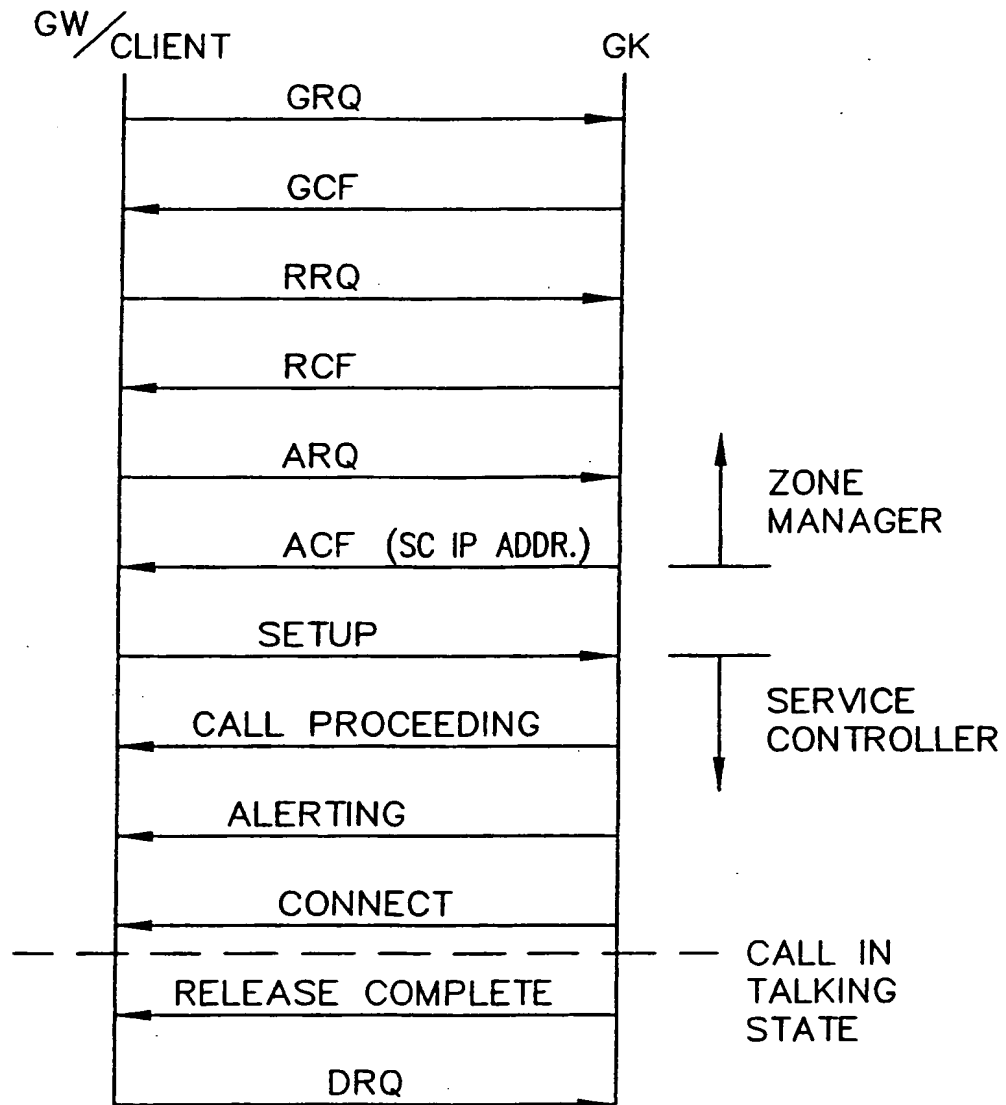 GW/CLIENT
GK
GRQ
GCF
RRQ
RCF
ARQ
ZONE
MANAGER
ACF (SC IP ADDR.)
SETUP
SERVICE
CONTROLLER
CALL PROCEEDING
ALERTING
CONNECT
CALL IN
TALKING
STATE
RELEASE COMPLETE
DRQ